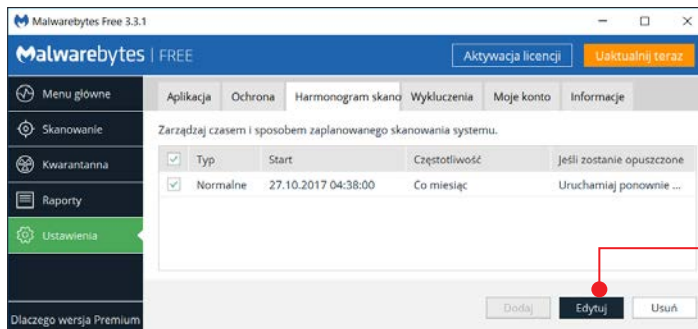 Malwarebytes Free 3.3.1
Malwarebytes | FREE
Aktywacja licencji
Uaktualnij teraz
Menu główne
Skanowanie
Kwarantanna
Raporty
Ustawienia
Dlaczego wersja Premium
Aplikacja Ochrona Harmonogram skano Wykluczenia Moje konto Informacje
Zarządzaj czasem i sposobem zaplanowanego skanowania systemu.
Typ Start Częstotliwość Jeśli zostanie opuszczone
Normalne 27.10.2017 04:38:00 Co miesiąc Uruchamiaj ponownie ...
Dodaj Edytuj Usuń